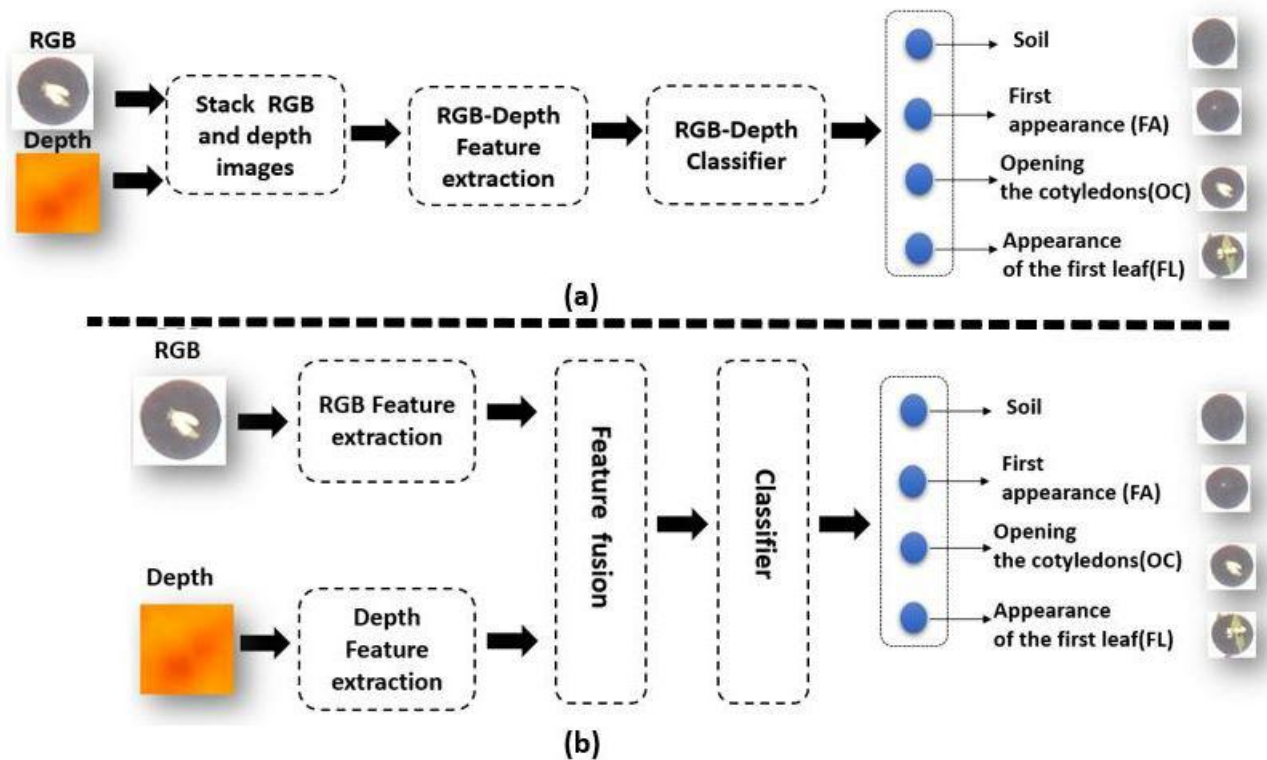 RGB
Depth
Stack RGB
and depth
images
RGB-Depth
Feature
extraction
RGB-Depth
Classifier
Soil
First
appearance (FA)
Opening
the cotyledons(OC)
Appearance
of the first leaf(FL)
(a)
RGB
Depth
RGB Feature
extraction
Depth
Feature
extraction
Feature fusion
Classifier
Soil
First
appearance (FA)
Opening
the cotyledons(OC)
Appearance
of the first leaf(FL)
(b)